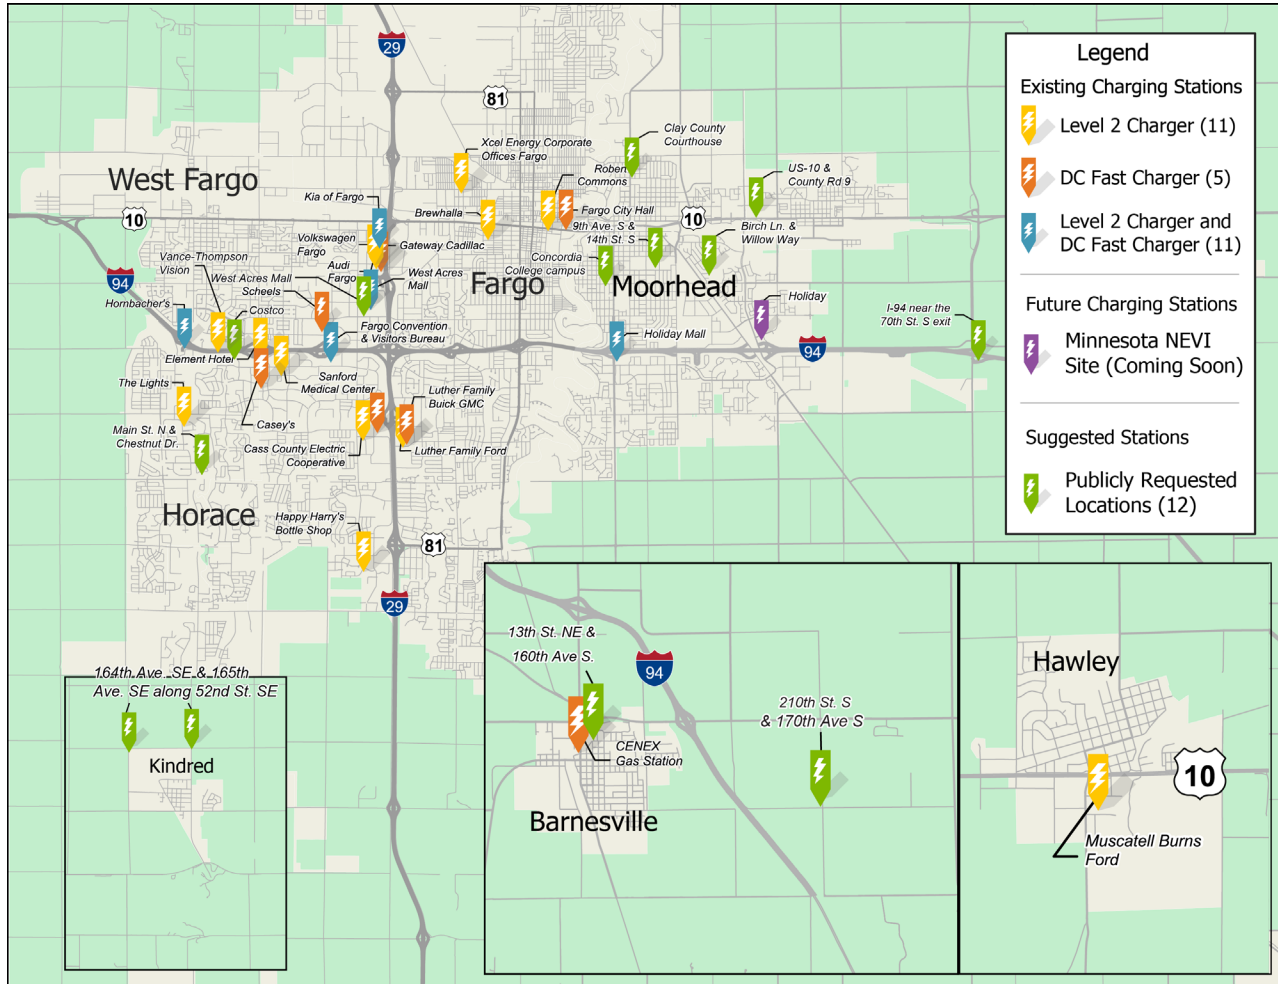 Legend
Existing Charging Stations
Level 2 Charger (11)
DC Fast Charger (5)
Level 2 Charger and
DC Fast Charger (11)
Future Charging Stations
Minnesota NEVI
Site (Coming Soon)
Suggested Stations
Publicly Requested
Locations (12)
29
81
Clay County
Courthouse
Xcel Energy Corporate
Offices Fargo
Roben
Commons
US-10 &
County Rd 9
West Fargo
Kia of Fargo
10
Brewhalla
Fargo City Hall
10
9th Ave. S &
14th St. S
Birch Ln. &
Willow Way
Volkswagen
Fargo
Gateway Cadillac
Vance-Thompson
Vision
Audi
Fargo
Concordia
College campus
94
West Acres Mall
Scheels
West Acres
Mall
Fargo
Moorhead
Hornbacher's
Costco
Holiday
I-94 near the
70th St. S exit
Fargo Convention
& Visitors Bureau
Holiday Mall
94
Element Hotel
The Lights
Sanford
Medical Center
Luther Family
Buick GMC
Main St. N &
Chestnut Dr.
Casey's
Cass County Electric
Cooperative
Luther Family Ford
Horace
Happy Harry's
Bottle Shop
81
29
164th Ave. SE & 165th
Ave. SE along 52nd St. SE
Kindred
13th St. NE &
160th Ave S.
94
210th St. S
& 170th Ave S
CENEX
Gas Station
Barnesville
Hawley
10
Muscatell Burns
Ford